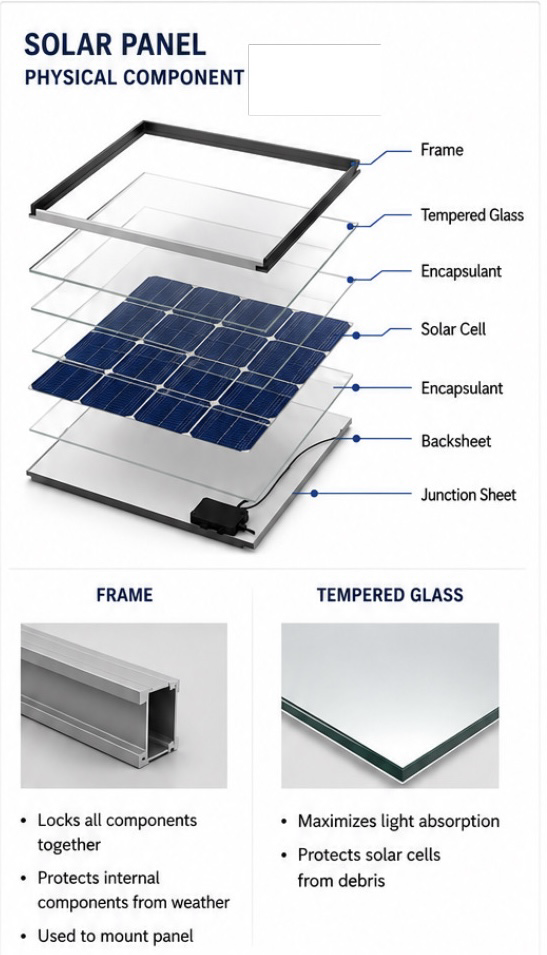 SOLAR PANEL
PHYSICAL COMPONENT
Frame
Tempered Glass
Encapsulant
Solar Cell
Encapsulant
Backsheet
Junction Sheet
FRAME
• Locks all components
together
• Protects internal
components from weather
• Used to mount panel
TEMPERED GLASS
• Maximizes light absorption
• Protects solar cells
from debris